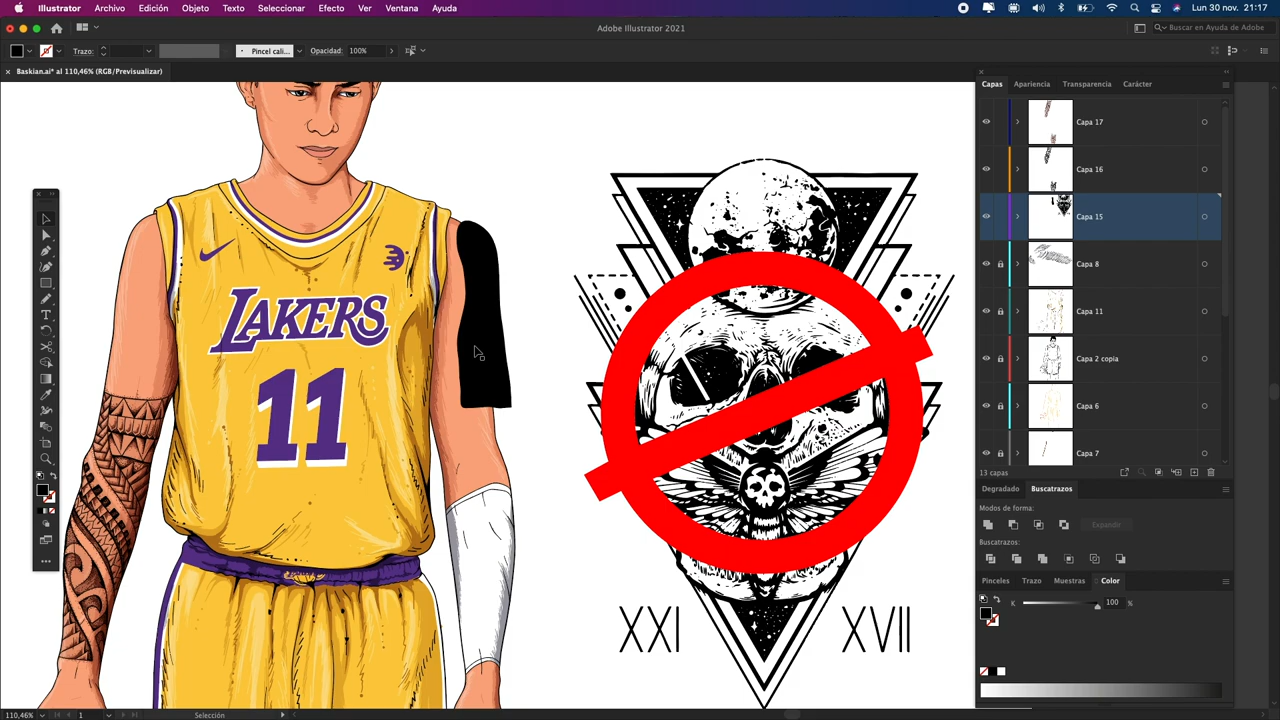 Illustrator Archivo Edición Objeto Texto Seleccionar Efecto Ver Ventana Ayuda Lun 30 nov. 21:17
Adobe Illustrator 2021 Buscar en Ayuda de Adobe
Trazo: Pincel cali... Opacidad: 100%
Baskian.ai* al 110,46% (RGB/Previsualizar)
Capas Apariencia Transparencia Carácter
Capa 17
Capa 16
Capa 15
Capa 8
Capa 11
Capa 2 copia
Capa 6
Capa 7
13 capas
LAKERS
11
XXI XVII
Degradado Buscatrazos
Modos de forma:
Expandir
Buscatrazos:
Pinceles Trazo Muestras Color
K 100 %
110,46% 1 Selección